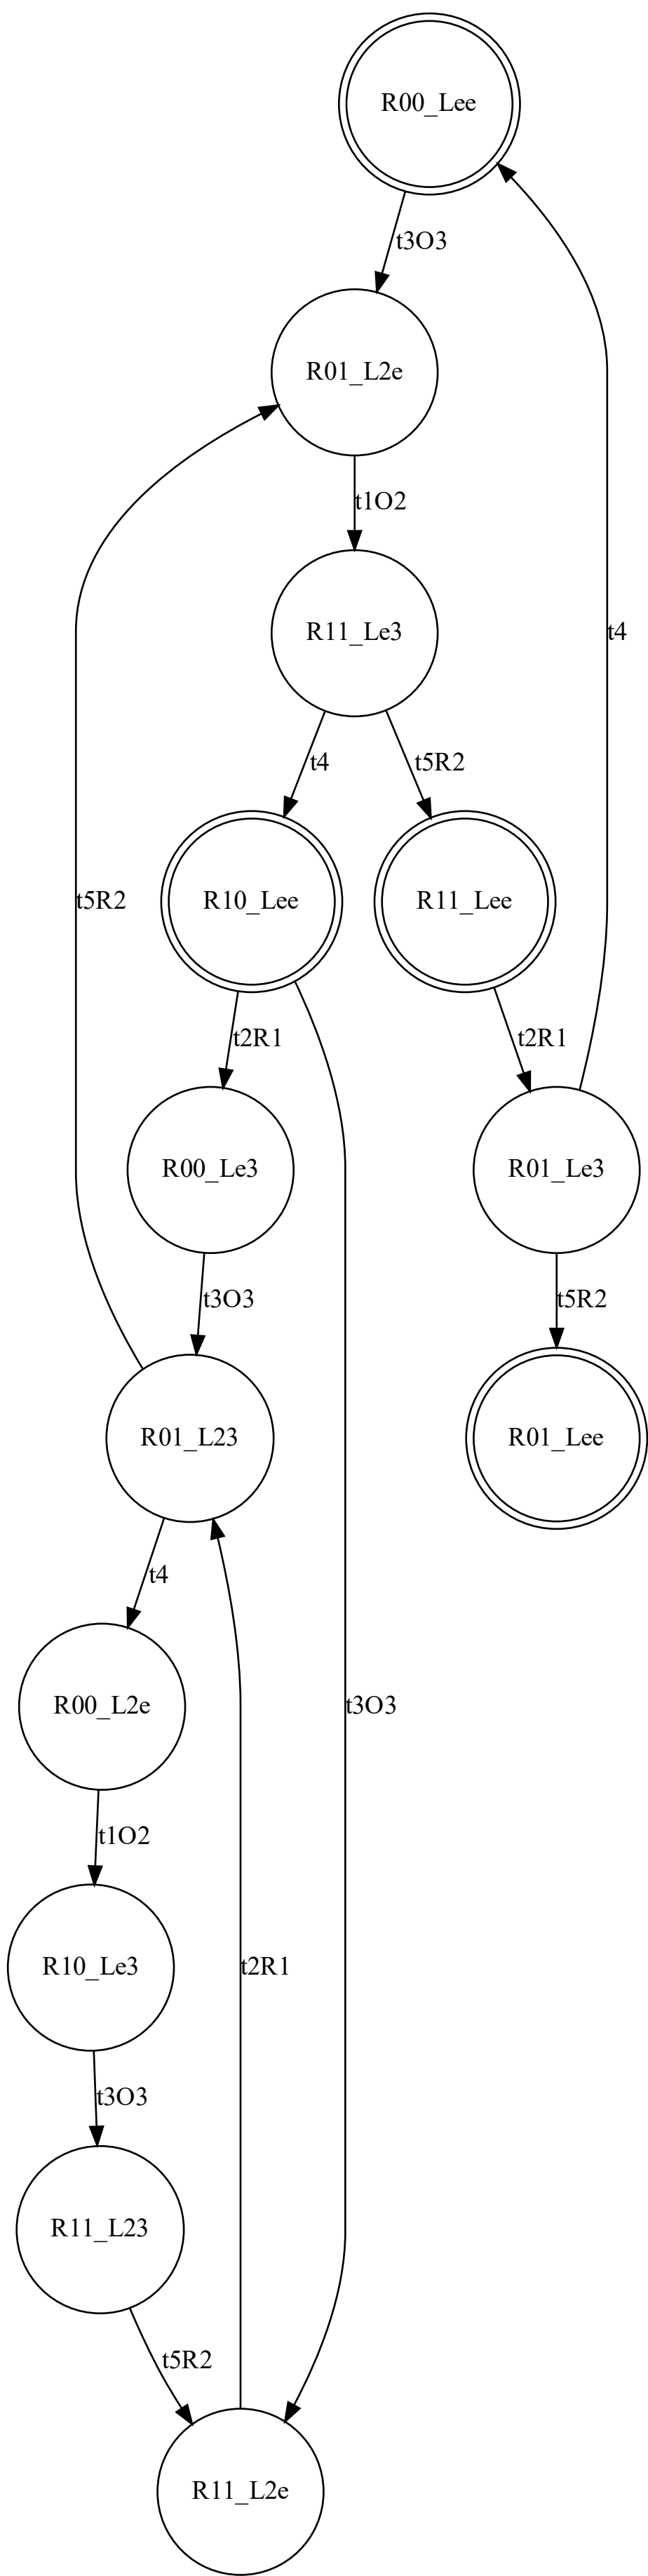 R00_Lee
t3O3
R01_L2e
t1O2
R11_Le3
t4
t4
t5R2
R10_Lee
R11_Lee
t5R2
t2R1
t2R1
R00_Le3
R01_Le3
t3O3
t5R2
R01_L23
R01_Lee
t4
R00_L2e
t3O3
t1O2
R10_Le3
t2R1
t3O3
R11_L23
t5R2
R11_L2e